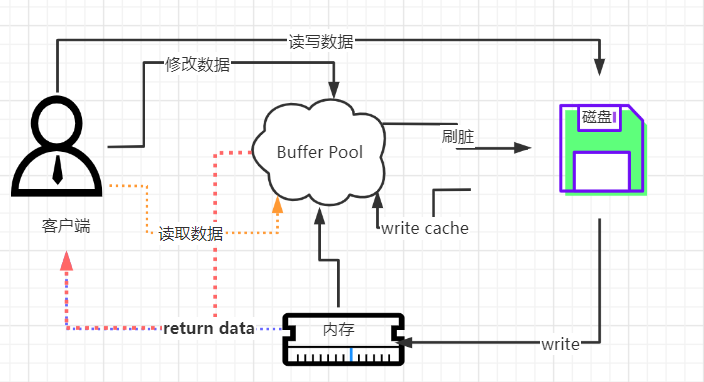 读写数据
修改数据
磁盘
刷脏
Buffer Pool
客户端
读取数据
write cache
return data
内存
write